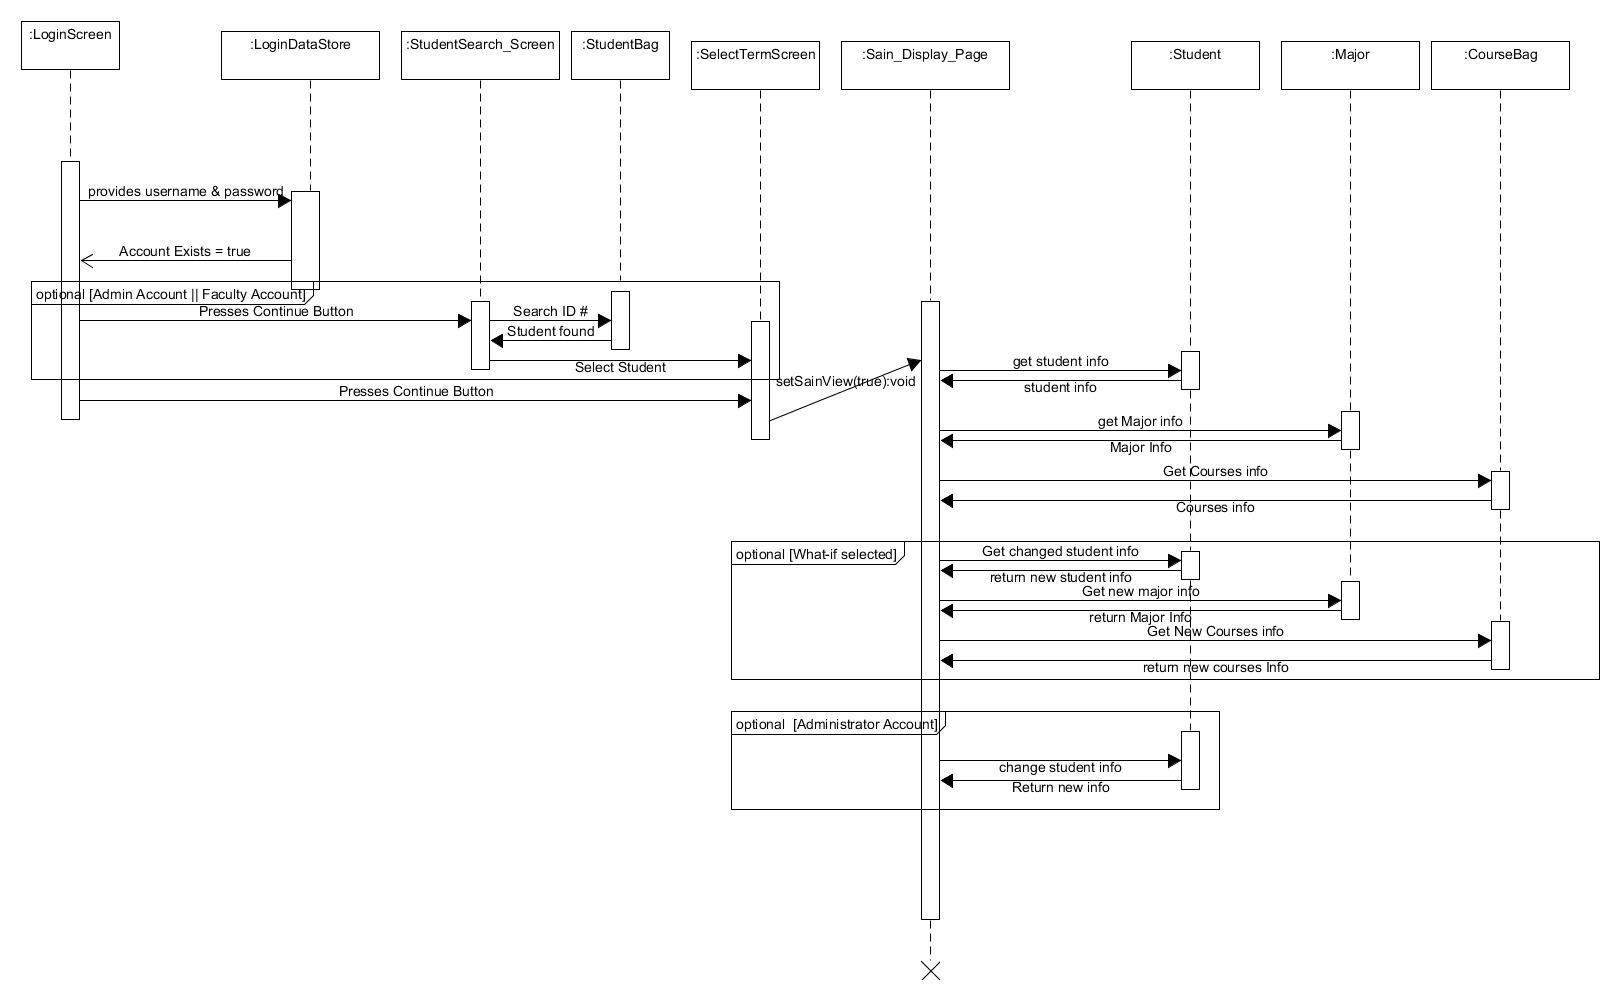 :LoginScreen
:LoginDataStore
:StudentSearch_Screen
:StudentBag
:SelectTermScreen
:Sain_Display_Page
:Student
:Major
:CourseBag
provides username & password
Account Exists = true
optional [Admin Account || Faculty Account]
Presses Continue Button
Search ID #
Student found
Select Student
Presses Continue Button
setSainView(true):void
get student info
student info
get Major info
Major Info
Get Courses info
Courses info
optional [What-if selected]
Get changed student info
return new student info
Get new major info
return Major Info
Get New Courses info
return new courses Info
optional  [Administrator Account]
change student info
Return new info